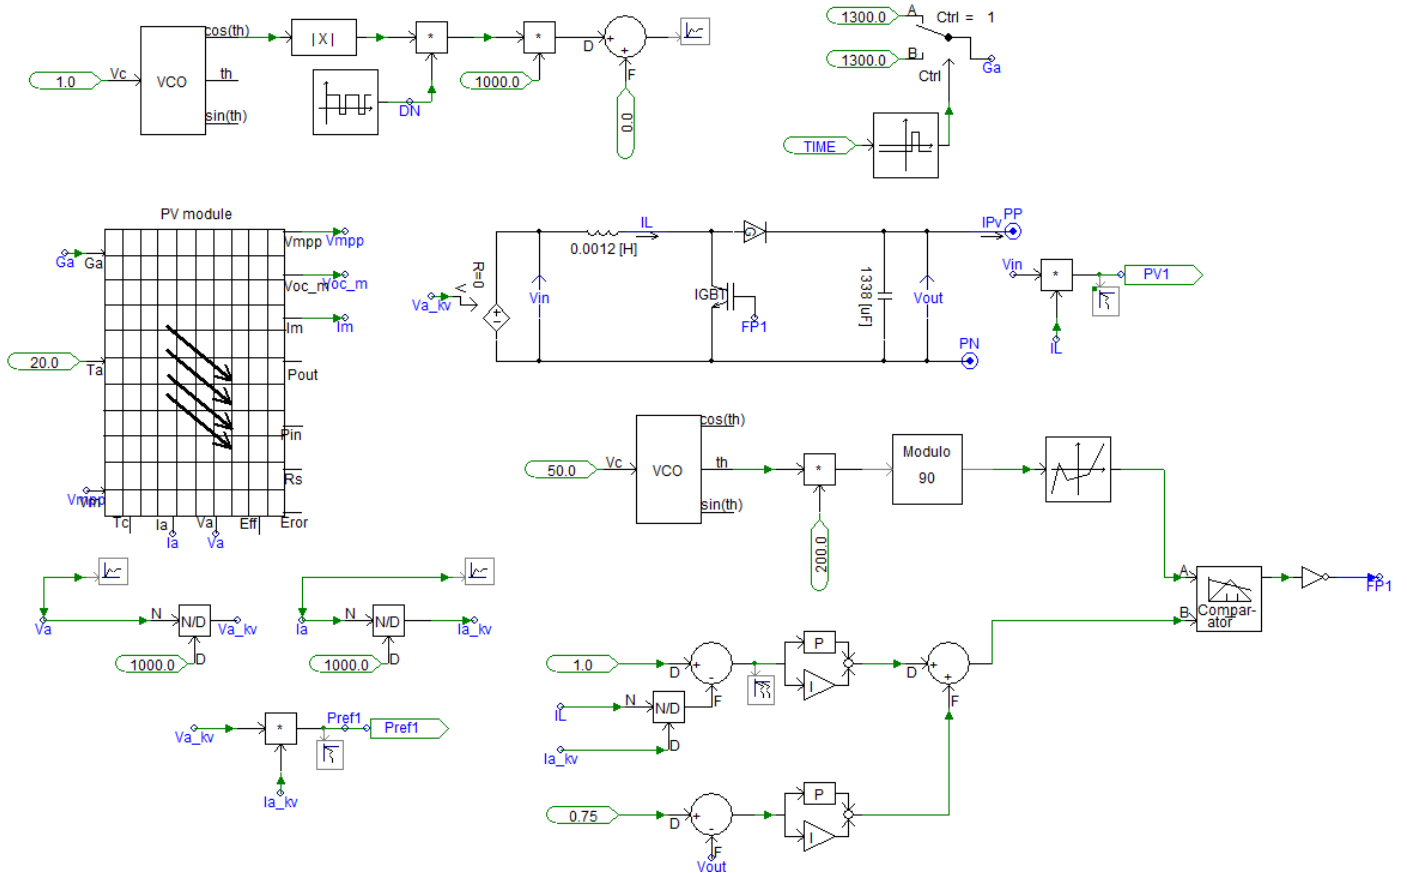 cos(th)
|X|
*
*
D
+
+
F
0.0
1.0
Vc
VCO
th
sin(th)
DN
1000.0
1300.0
A
Ctrl = 1
1300.0
B
Ctrl
Ga
TIME
PV module
Vmpp
Vmpp
Ga
Ga
Voc_m
Voc_m
Im
Im
20.0
Ta
Pout
Pin
Rs
Vmpp
Tc
Ia
Va
Eff
Eror
Ia
Va
R=0
V
Va_kv
+
−
Vin
0.0012 [H]
IL
IGBT
FP1
G
1338 [uF]
Vout
IPv
PP
PN
Vin
*
IL
PV1
50.0
Vc
VCO
cos(th)
th
sin(th)
*
200.0
Modulo
90
A
B
Compar-
ator
FP1
Va
N
N/D
Va_kv
1000.0
D
Ia
N
N/D
Ia_kv
1000.0
D
Va_kv
*
Pref1
Pref1
Ia_kv
1.0
D
+
-
F
IL
N
N/D
D
Ia_kv
P
I
D
+
+
F
0.75
D
+
-
F
Vout
P
I